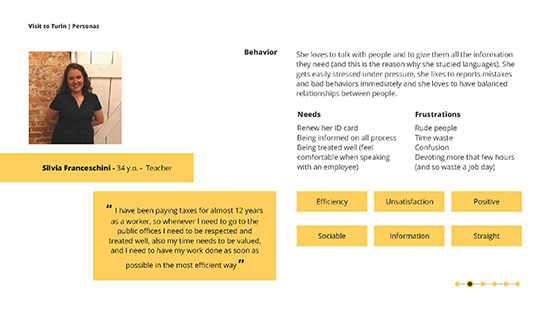 Visit to Turin | Personas
Behavior
She loves to talk with people and to give them all the information
they need (and this is the reason why she studied languages). She
gets easily stressed under pressure, she likes to reports mistakes
and bad behaviors immediately and she loves to have balanced
relationships between people.
Needs
Renew her ID card
Being informed on all process
Being treated well (feel
comfortable when speaking
with an employee)
Frustrations
Rude people
Time waste
Confusion
Devoting more that few hours
(and so waste a job day)
Silvia Franceschini - 34 y.o. - Teacher
“ I have been paying taxes for almost 12 years
as a worker, so whenever I need to go to the
public offices I need to be respected and
treated well, also my time needs to be valued,
and I need to have my work done as soon as
possible in the most efficient way ”
Efficiency
Unsatisfaction
Positive
Sociable
Information
Straight